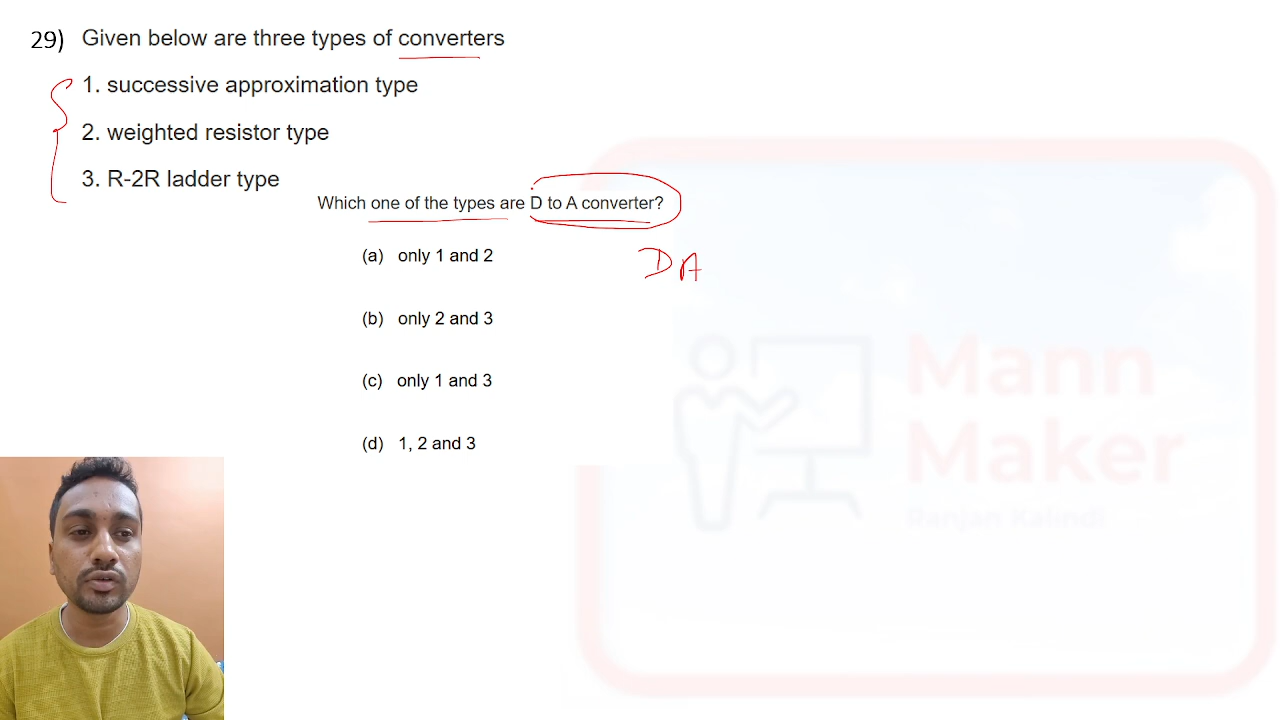 29) Given below are three types of converters
1. successive approximation type
2. weighted resistor type
3. R-2R ladder type
Which one of the types are D to A converter?
(a) only 1 and 2
DA
(b) only 2 and 3
(c) only 1 and 3
(d) 1, 2 and 3
Mann
Maker
Ranjan Kalindi